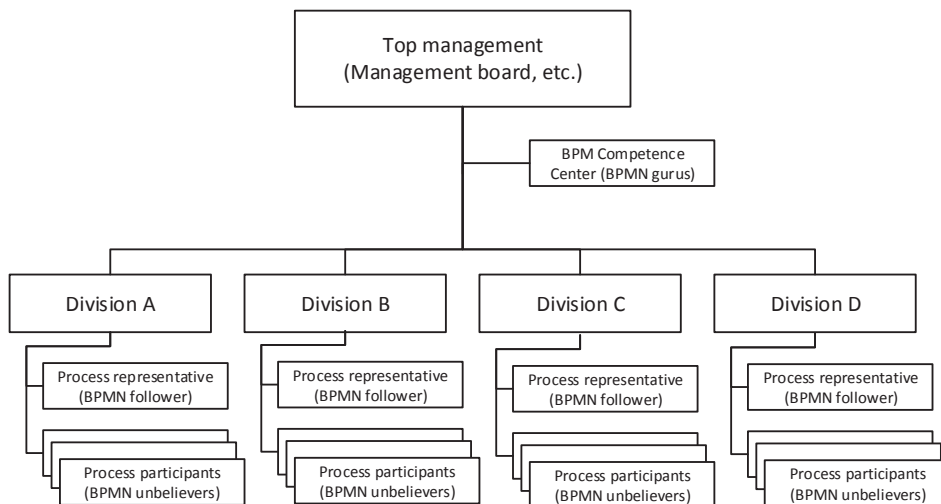 Top management
(Management board, etc.)
BPM Competence
Center (BPMN gurus)
Division A
Division B
Division C
Division D
Process representative
(BPMN follower)
Process representative
(BPMN follower)
Process representative
(BPMN follower)
Process representative
(BPMN follower)
Process participants
(BPMN unbelievers)
Process participants
(BPMN unbelievers)
Process participants
(BPMN unbelievers)
Process participants
(BPMN unbelievers)